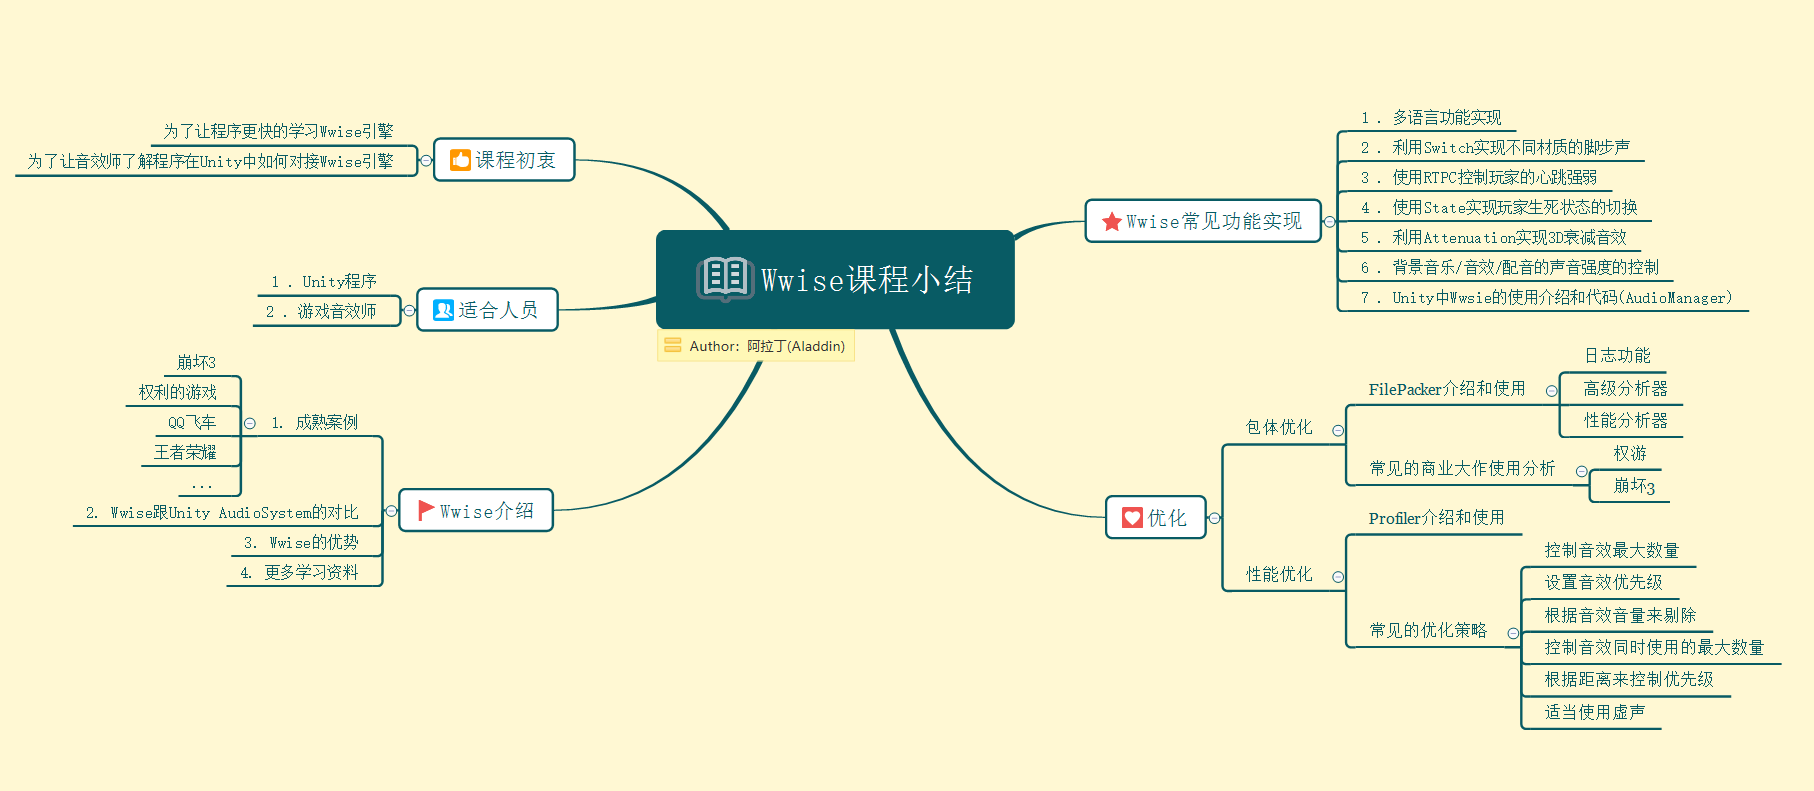 Wwise课程小结
Author: 阿拉丁(Aladdin)
课程初衷
为了让程序更快的学习Wwise引擎
为了让音效师了解程序在Unity中如何对接Wwise引擎
适合人员
1 . Unity程序
2 . 游戏音效师
Wwise介绍
1. 成熟案例
崩坏3
权利的游戏
QQ飞车
王者荣耀
...
2. Wwise跟Unity AudioSystem的对比
3. Wwise的优势
4. 更多学习资料
Wwise常见功能实现
1 . 多语言功能实现
2 . 利用Switch实现不同材质的脚步声
3 . 使用RTPC控制玩家的心跳强弱
4 . 使用State实现玩家生死状态的切换
5 . 利用Attenuation实现3D衰减音效
6 . 背景音乐/音效/配音的声音强度的控制
7 . Unity中Wwsie的使用介绍和代码(AudioManager)
优化
包体优化
FilePacker介绍和使用
日志功能
高级分析器
性能分析器
常见的商业大作使用分析
权游
崩坏3
性能优化
Profiler介绍和使用
常见的优化策略
控制音效最大数量
设置音效优先级
根据音效音量来剔除
控制音效同时使用的最大数量
根据距离来控制优先级
适当使用虚声